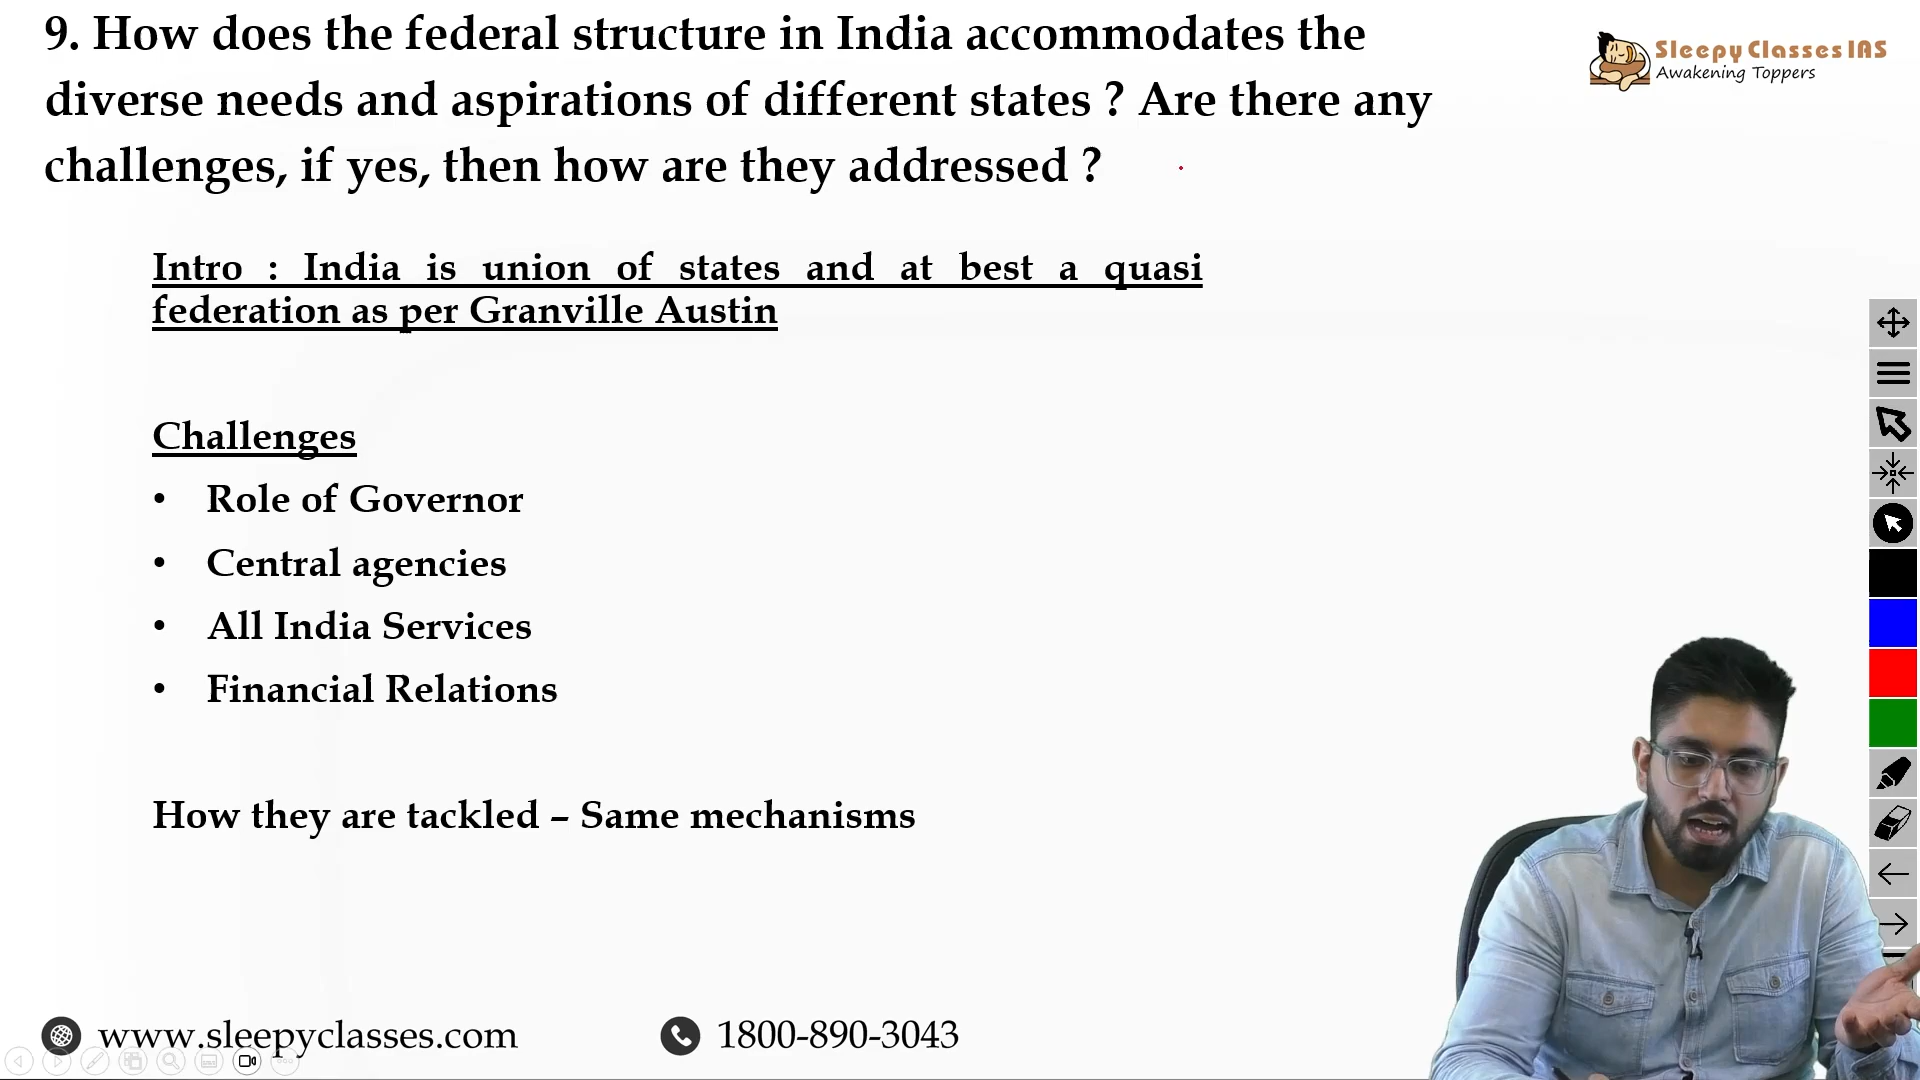 9. How does the federal structure in India accommodates the
diverse needs and aspirations of different states ? Are there any
challenges, if yes, then how are they addressed ?
Sleepy Classes IAS
Awakening Toppers
Intro : India is union of states and at best a quasi
federation as per Granville Austin
Challenges
• Role of Governor
• Central agencies
• All India Services
• Financial Relations
How they are tackled – Same mechanisms
www.sleepyclasses.com
1800-890-3043